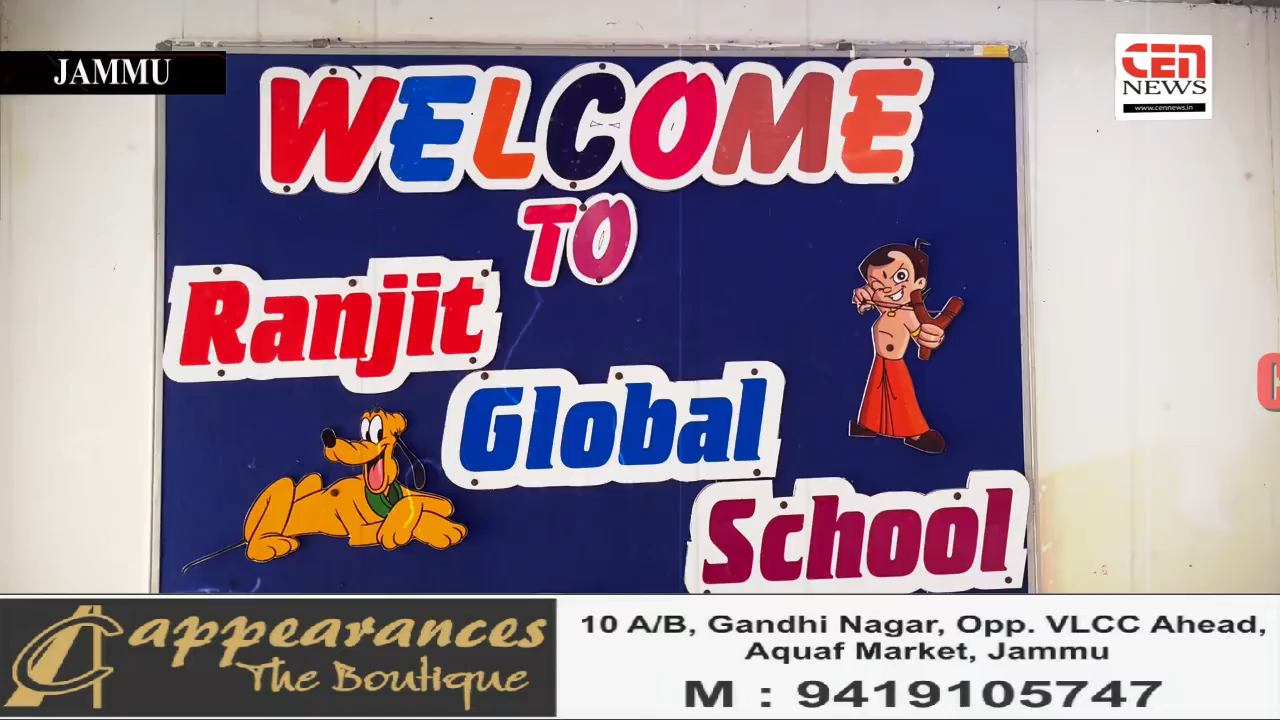 JAMMU
CEN
NEWS
www.cennews.in
WELCOME
TO
Ranjit
Global
School
appearances
The Boutique
10 A/B, Gandhi Nagar, Opp. VLCC Ahead,
Aquaf Market, Jammu
M : 9419105747